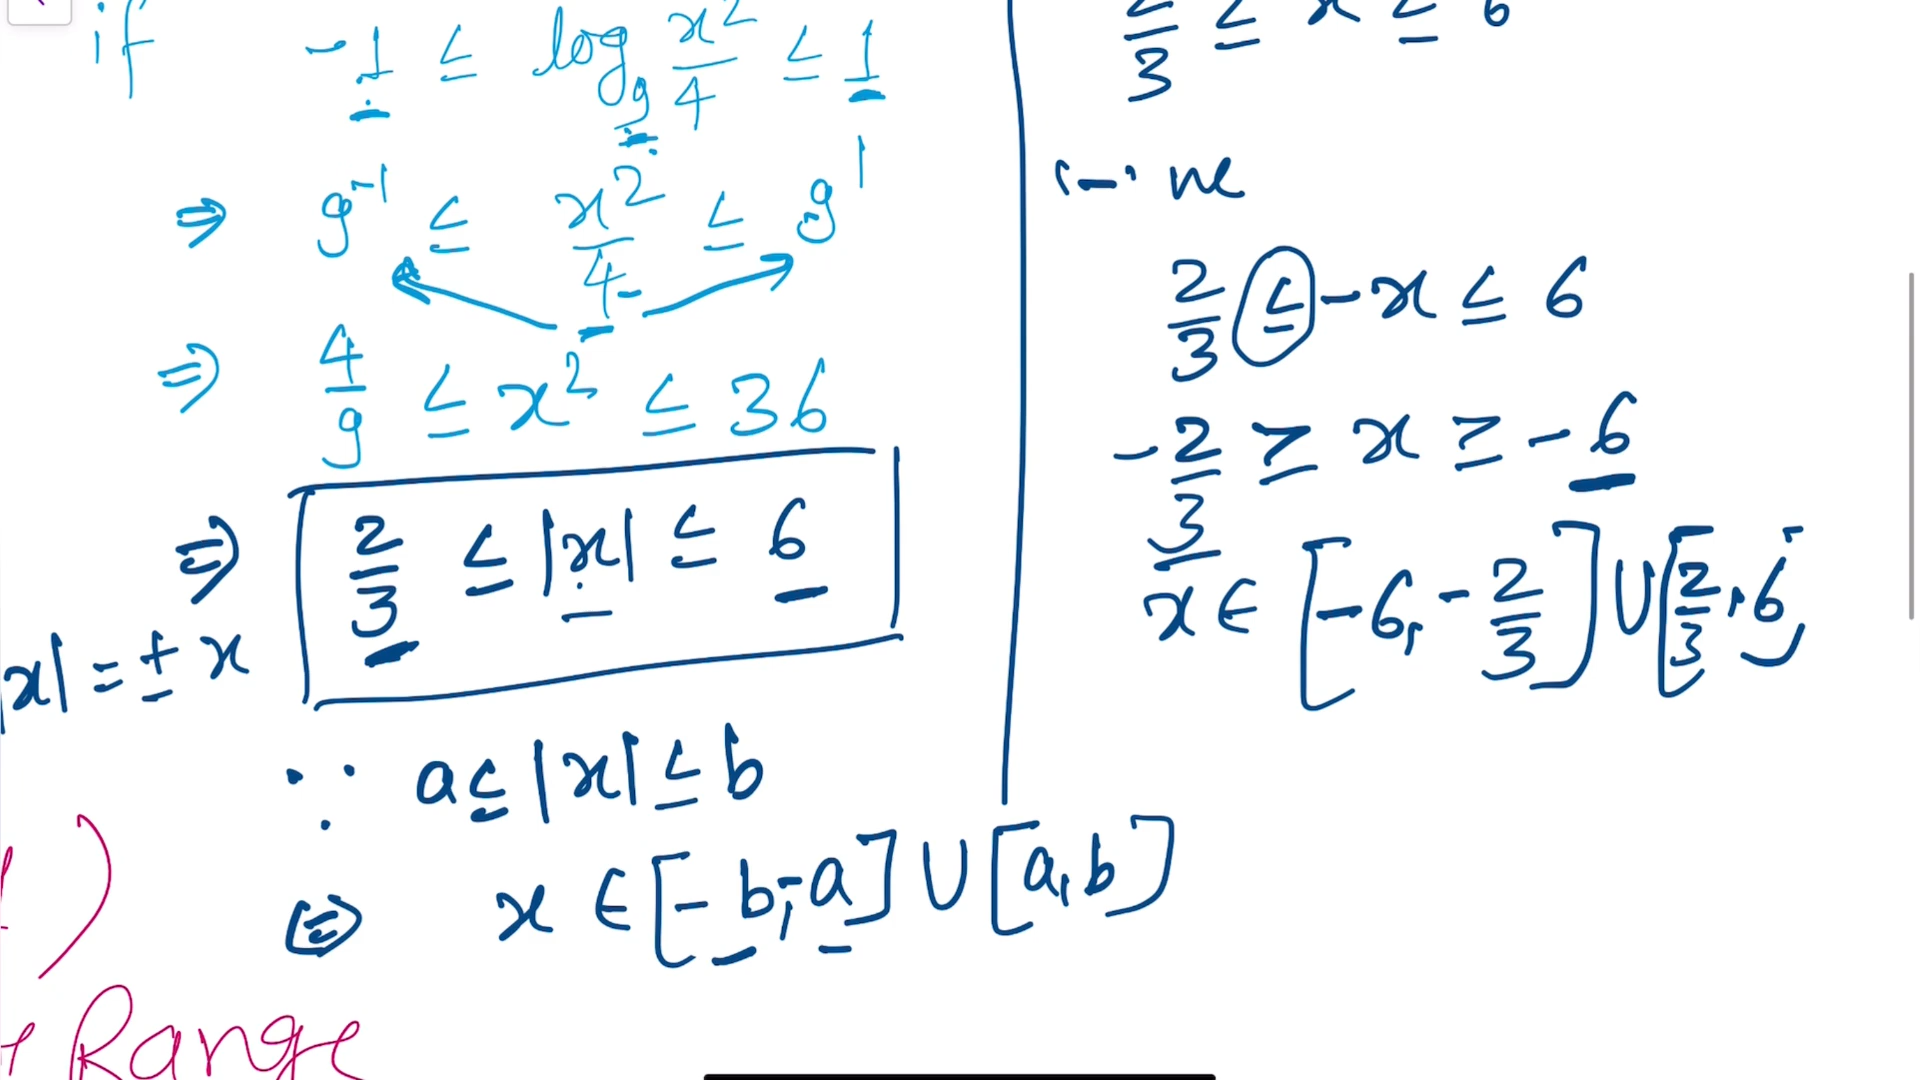 if -1 ≤ log₉ x²/4 ≤ 1
⇒ 9⁻¹ ≤ x²/4 ≤ 9¹
⇒ 4/9 ≤ x² ≤ 36
⇒ 2/3 ≤ |x| ≤ 6
|x| = ± x
∵ a ≤ |x| ≤ b
⇔ x ∈ [-b, -a] ∪ [a, b]
Range
2/3 ≤ x ≤ 6
(-) ve
2/3 ≤ -x ≤ 6
-2/3 ≥ x ≥ -6
x ∈ [-6, -2/3] ∪ [2/3, 6]